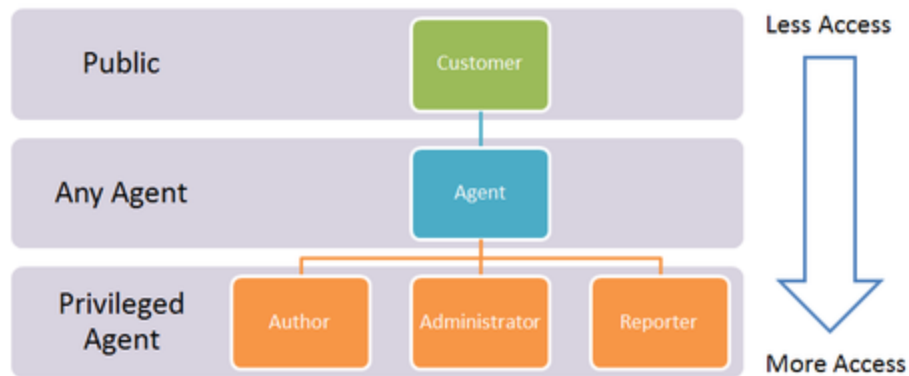 Public
Customer
Less Access
Any Agent
Agent
Privileged
Agent
Author
Administrator
Reporter
More Access